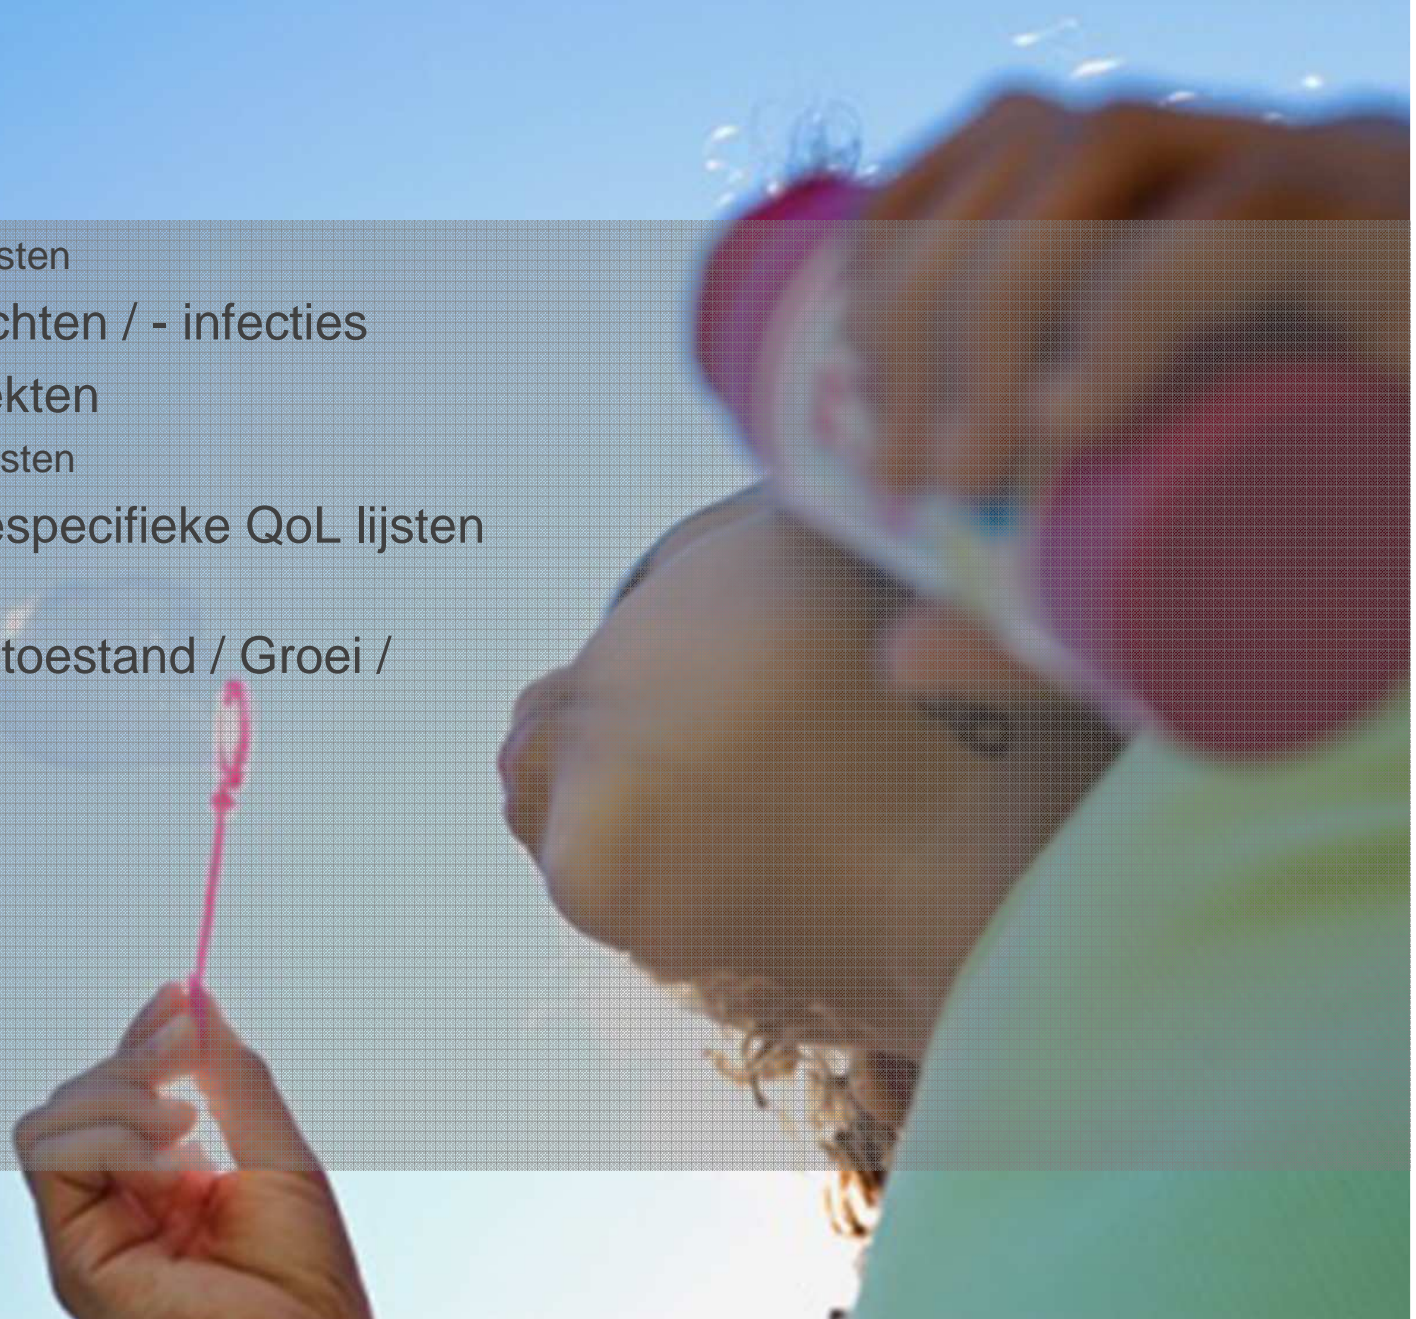 sten
chten / - infecties
ekten
sten
especifieke QoL lijsten
toestand / Groei /